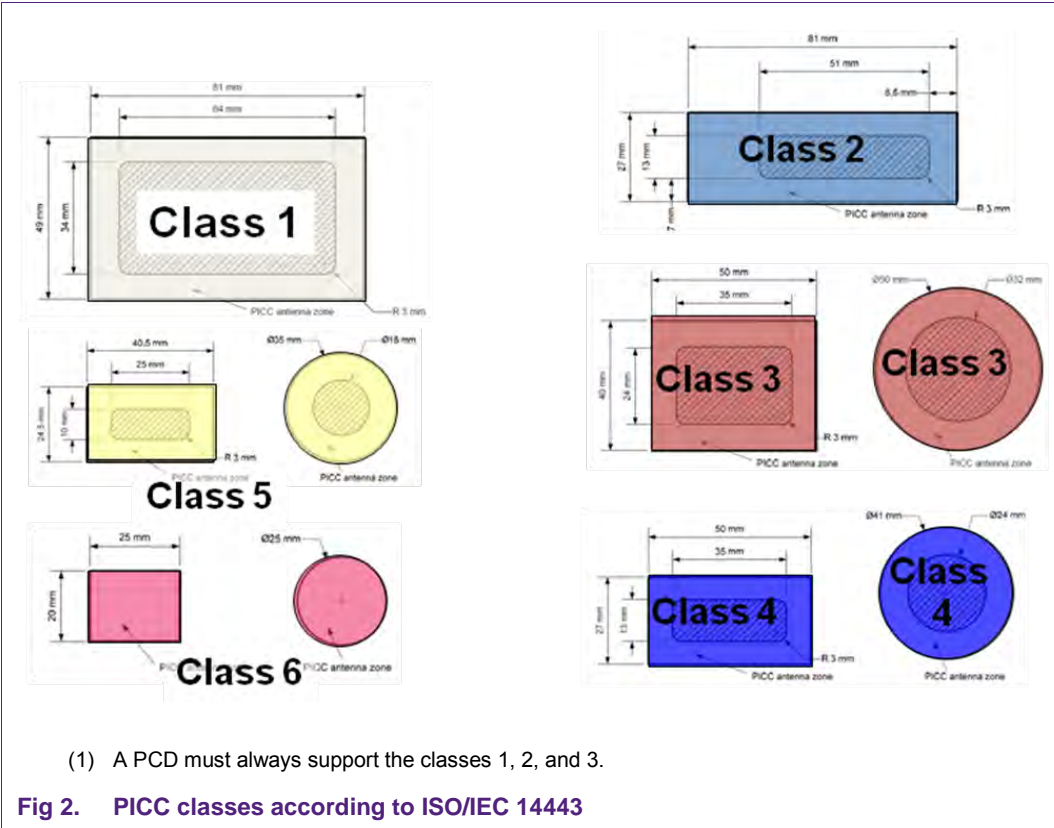 81 mm
64 mm
49 mm
34 mm
Class 1
PICC antenna zone
R 3 mm
81 mm
51 mm
8,5 mm
27 mm
13 mm
7 mm
Class 2
PICC antenna zone
R 3 mm
40,5 mm
25 mm
24,5 mm
10 mm
R 3 mm
PICC antenna zone
Ø35 mm
Ø18 mm
PICC antenna zone
Class 5
50 mm
35 mm
40 mm
24 mm
Class 3
R 3 mm
PICC antenna zone
Ø50 mm
Ø32 mm
Class 3
PICC antenna zone
25 mm
20 mm
Ø25 mm
PICC antenna zone
Class 6
50 mm
35 mm
27 mm
13 mm
Class 4
R 3 mm
PICC antenna zone
Ø41 mm
Ø24 mm
Class
4
PICC antenna zone
(1) A PCD must always support the classes 1, 2, and 3.
Fig 2. PICC classes according to ISO/IEC 14443